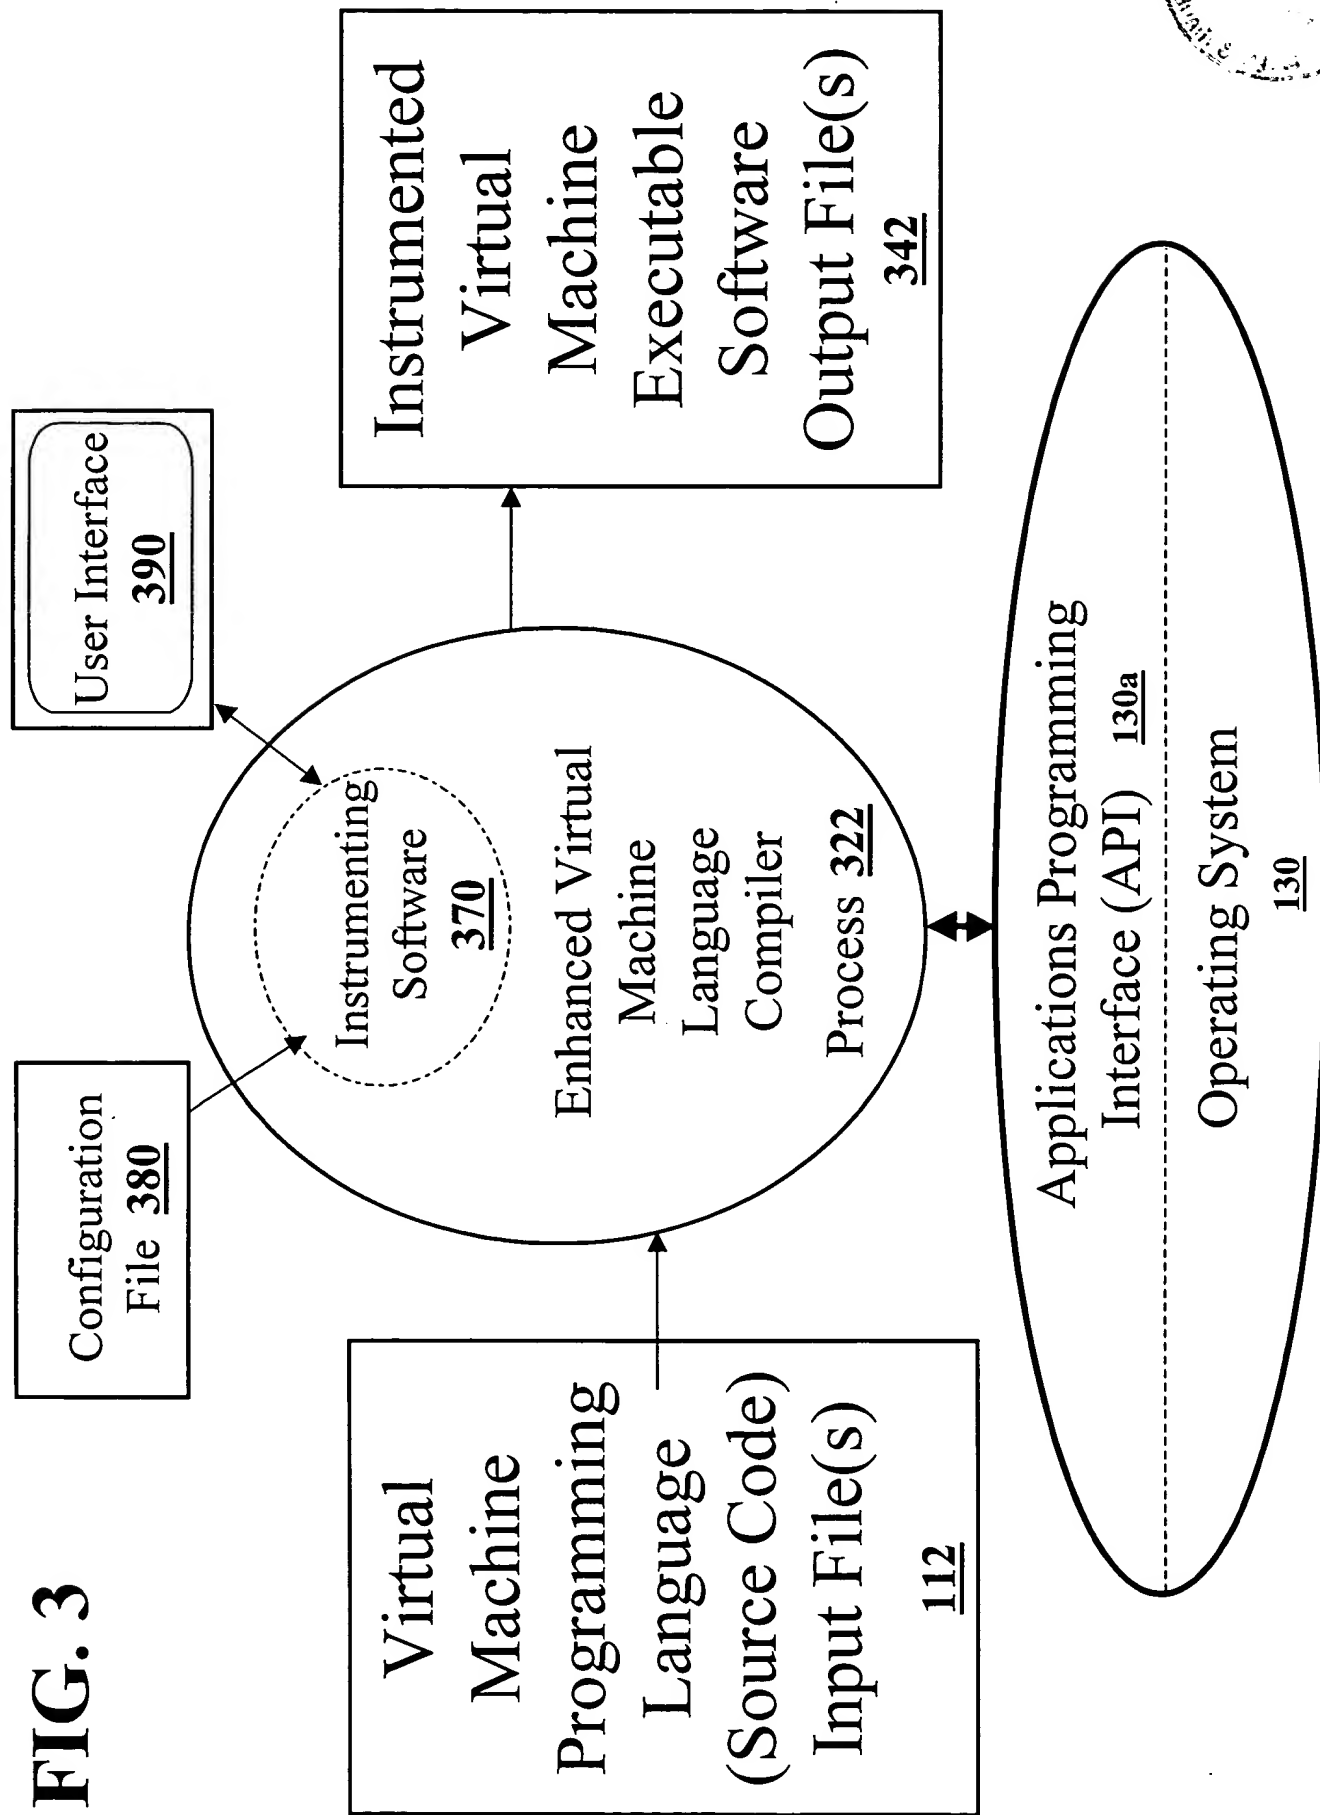 FIG. 3
Configuration
File 380
User Interface
390
Virtual
Machine
Programming
Language
(Source Code)
Input File(s)
112
Instrumenting
Software
370
Enhanced Virtual
Machine
Language
Compiler
Process 322
Instrumented
Virtual
Machine
Executable
Software
Output File(s)
342
Applications Programming
Interface (API) 130a
Operating System
130